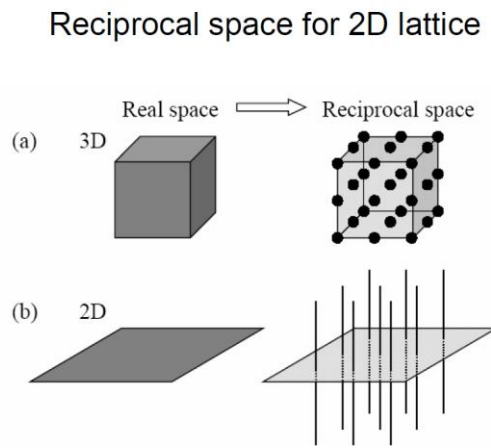 Reciprocal space for 2D lattice
Real space Reciprocal space
(a) 3D
(b) 2D